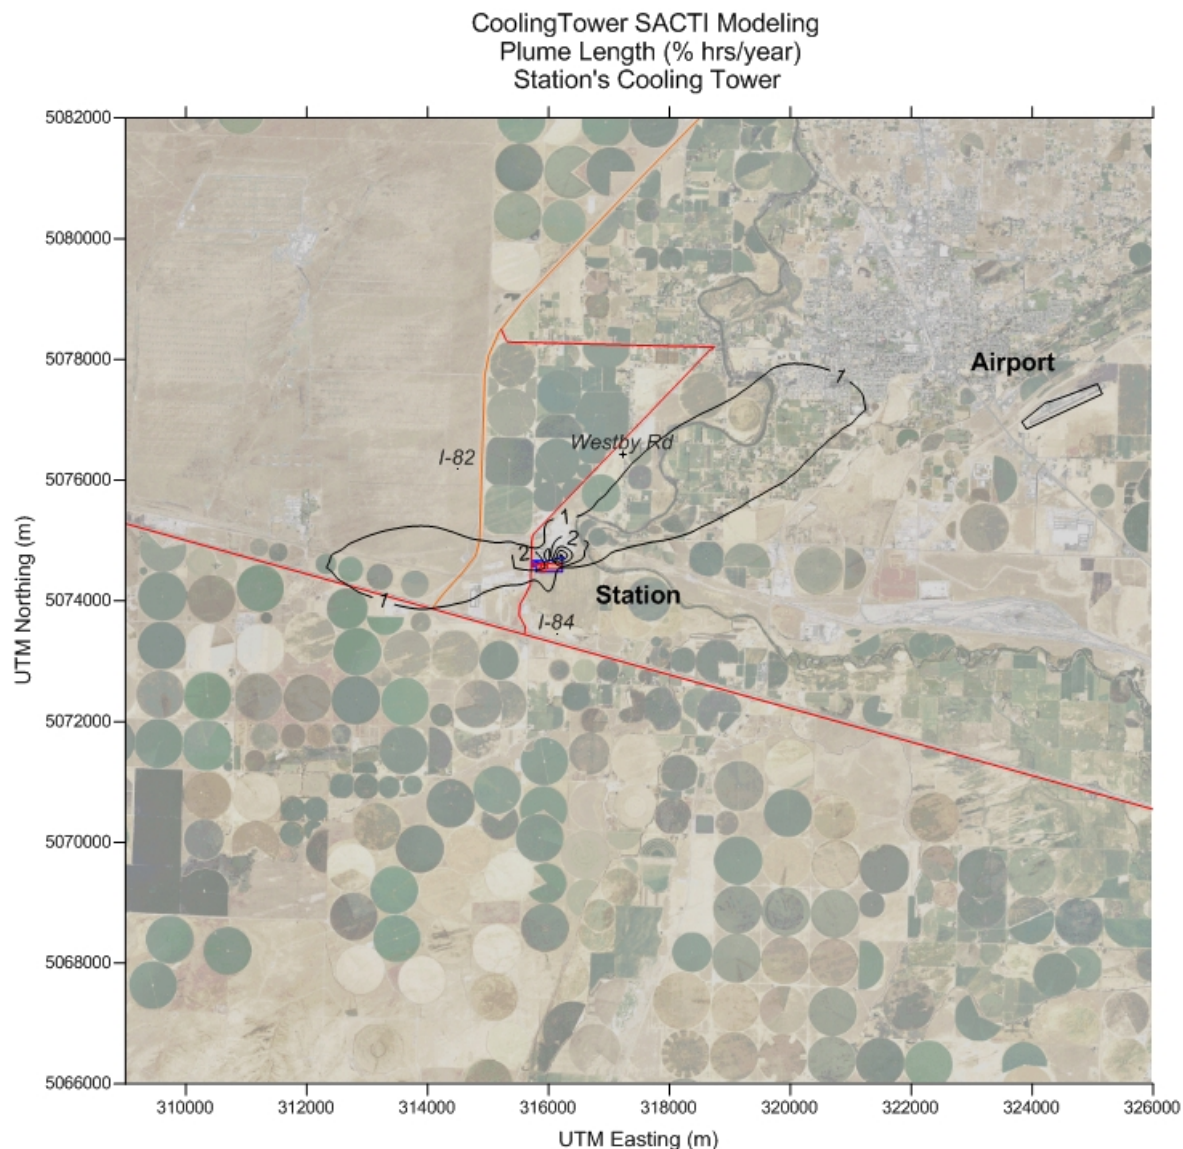 CoolingTower SACTI Modeling
Plume Length (% hrs/year)
Station's Cooling Tower
5082000
5080000
5078000
5076000
5074000
5072000
5070000
5068000
5066000
UTM Northing (m)
Airport
1
Westby Rd
I-82
1
2
2
Station
1
I-84
310000 312000 314000 316000 318000 320000 322000 324000 326000
UTM Easting (m)